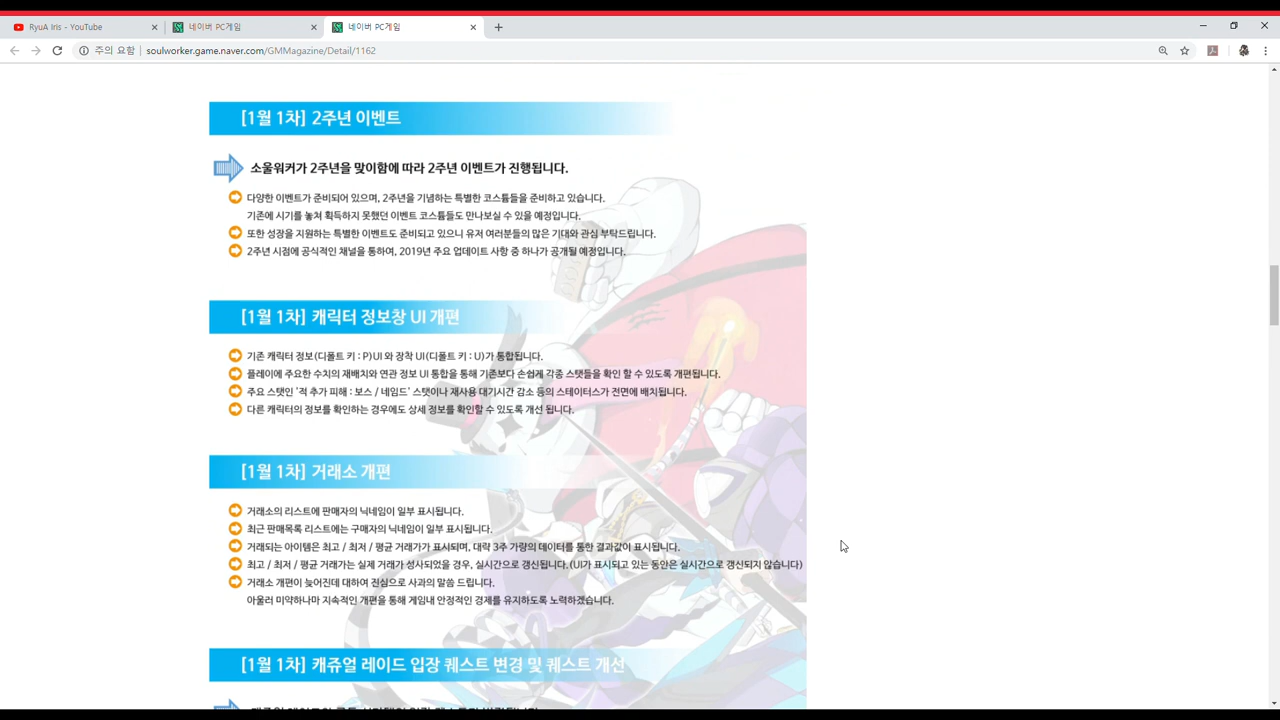 RyuA Iris - YouTube
네이버 PC게임
네이버 PC게임
주의 요함
soulworker.game.naver.com/GMMagazine/Detail/1162
[1월 1차] 2주년 이벤트
소울워커가 2주년을 맞이함에 따라 2주년 이벤트가 진행됩니다.
다양한 이벤트가 준비되어 있으며, 2주년을 기념하는 특별한 코스튬들을 준비하고 있습니다.
기존에 시기를 놓쳐 획득하지 못했던 이벤트 코스튬들도 만나보실 수 있을 예정입니다.
또한 성장을 지원하는 특별한 이벤트도 준비되고 있으니 유저 여러분들의 많은 기대와 관심 부탁드립니다.
2주년 시점에 공식적인 채널을 통하여, 2019년 주요 업데이트 사항 중 하나가 공개될 예정입니다.
[1월 1차] 캐릭터 정보창 UI 개편
기존 캐릭터 정보(디폴트 키 : P)UI 와 장착 UI(디폴트 키 : U)가 통합됩니다.
플레이에 주요한 수치의 재배치와 연관 정보 UI 통합을 통해 기존보다 손쉽게 각종 스탯들을 확인 할 수 있도록 개편됩니다.
주요 스탯인 '적 추가 피해 : 보스 / 네임드' 스탯이나 재사용 대기시간 감소 등의 스테이터스가 전면에 배치됩니다.
다른 캐릭터의 정보를 확인하는 경우에도 상세 정보를 확인할 수 있도록 개선 됩니다.
[1월 1차] 거래소 개편
거래소의 리스트에 판매자의 닉네임이 일부 표시됩니다.
최근 판매목록 리스트에는 구매자의 닉네임이 일부 표시됩니다.
거래되는 아이템은 최고 / 최저 / 평균 거래가가 표시되며, 대략 3주 가량의 데이터를 통한 결과값이 표시됩니다.
최고 / 최저 / 평균 거래가는 실제 거래가 성사되었을 경우, 실시간으로 갱신됩니다.(UI가 표시되고 있는 동안은 실시간으로 갱신되지 않습니다)
거래소 개편이 늦어진데 대하여 진심으로 사과의 말씀 드립니다.
아울러 미약하나마 지속적인 개편을 통해 게임내 안정적인 경제를 유지하도록 노력하겠습니다.
[1월 1차] 캐쥬얼 레이드 입장 퀘스트 변경 및 퀘스트 개선